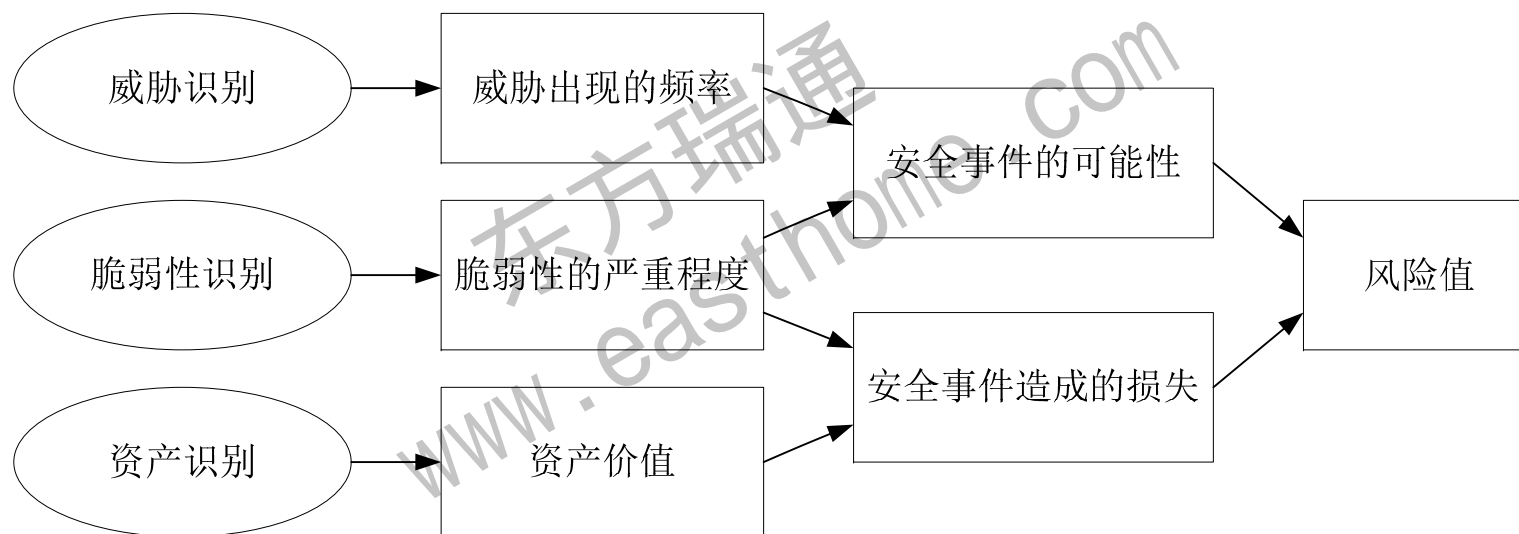 威胁识别
威胁出现的频率
安全事件的可能性
脆弱性识别
脆弱性的严重程度
风险值
安全事件造成的损失
资产识别
资产价值
东方瑞通
www.easthome.com